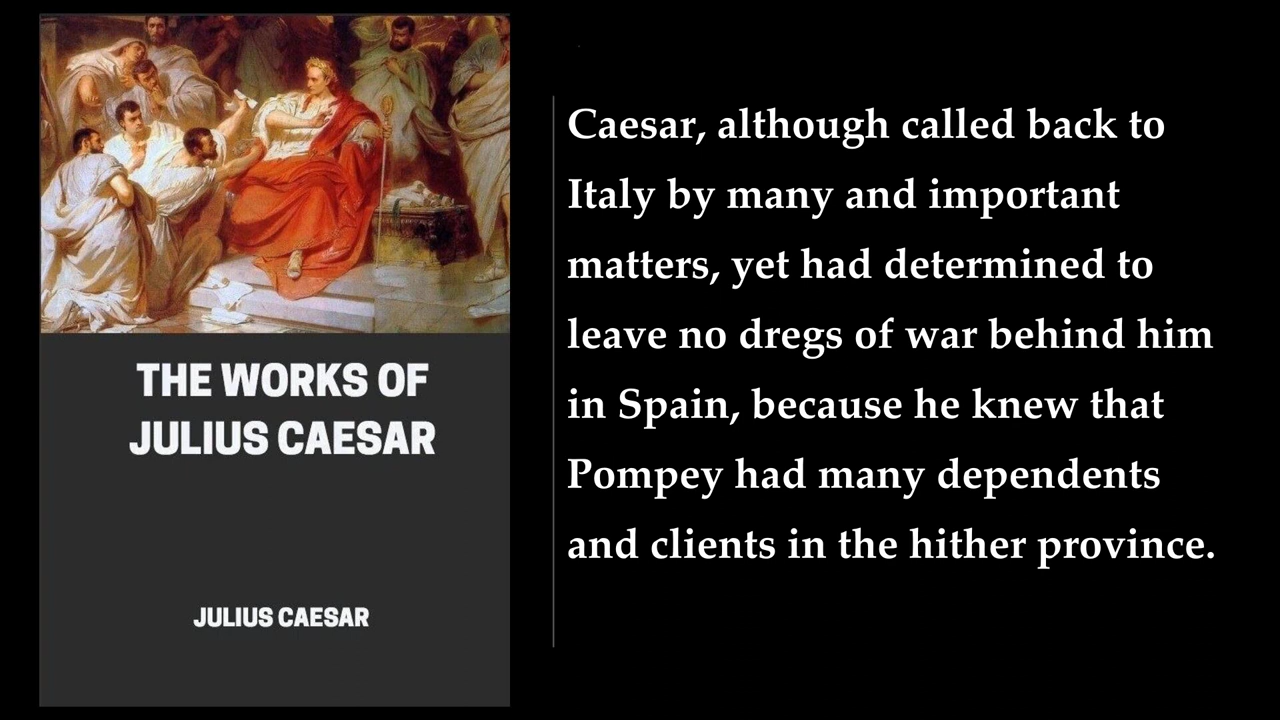 THE WORKS OF
JULIUS CAESAR
JULIUS CAESAR
Caesar, although called back to
Italy by many and important
matters, yet had determined to
leave no dregs of war behind him
in Spain, because he knew that
Pompey had many dependents
and clients in the hither province.